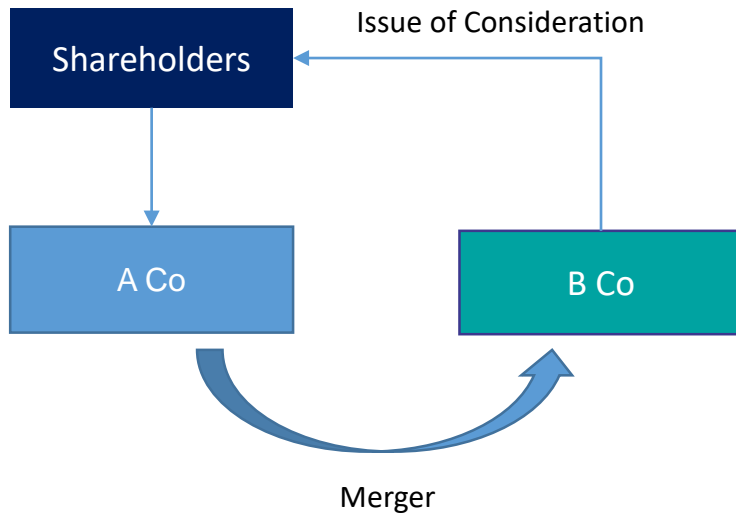 Issue of Consideration
Shareholders
A Co
B Co
Merger